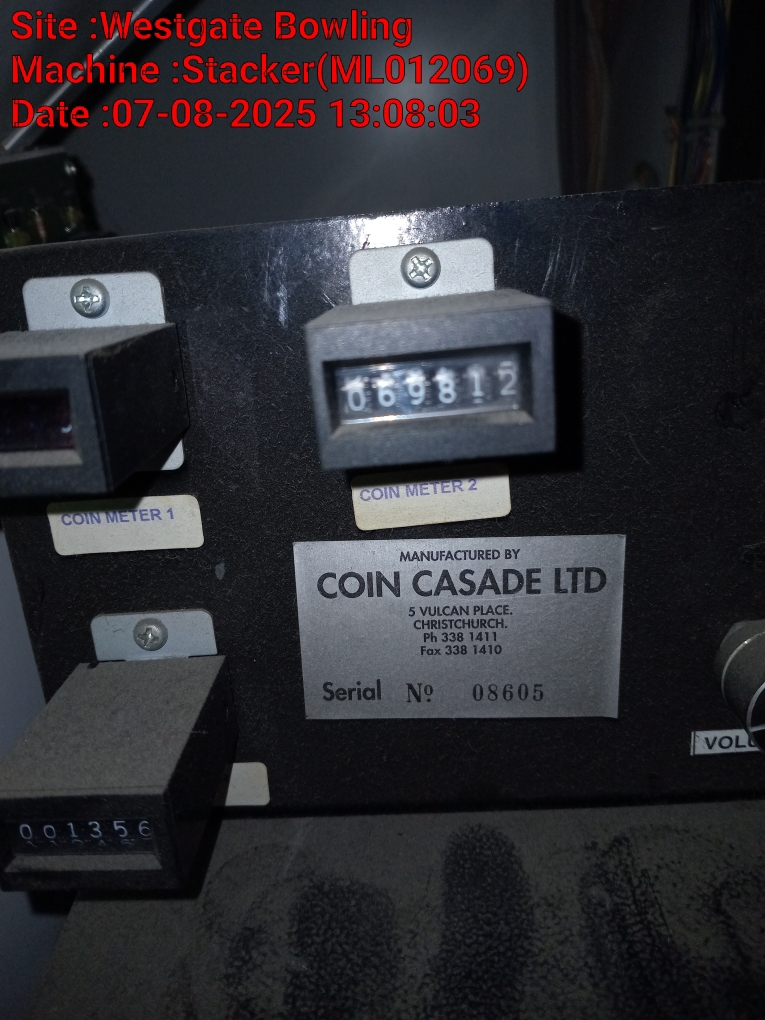 Site :Westgate Bowling
Machine :Stacker(ML012069)
Date :07-08-2025 13:08:03
069812
COIN METER 1
COIN METER 2
MANUFACTURED BY
COIN CASADE LTD
5 VULCAN PLACE.
CHRISTCHURCH.
Ph 338 1411
Fax 338 1410
Serial Nº 08605
001356